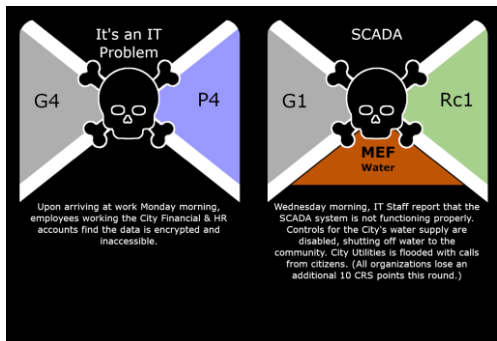 It's an IT
Problem
G4
P4
Upon arriving at work Monday morning,
employees working the City Financial & HR
accounts find the data is encrypted and
inaccessible.
SCADA
G1
Rc1
MEF
Water
Wednesday morning, IT Staff report that the
SCADA system is not functioning properly.
Controls for the City's water supply are
disabled, shutting off water to the
community. City Utilities is flooded with calls
from citizens. (All organizations lose an
additional 10 CRS points this round.)